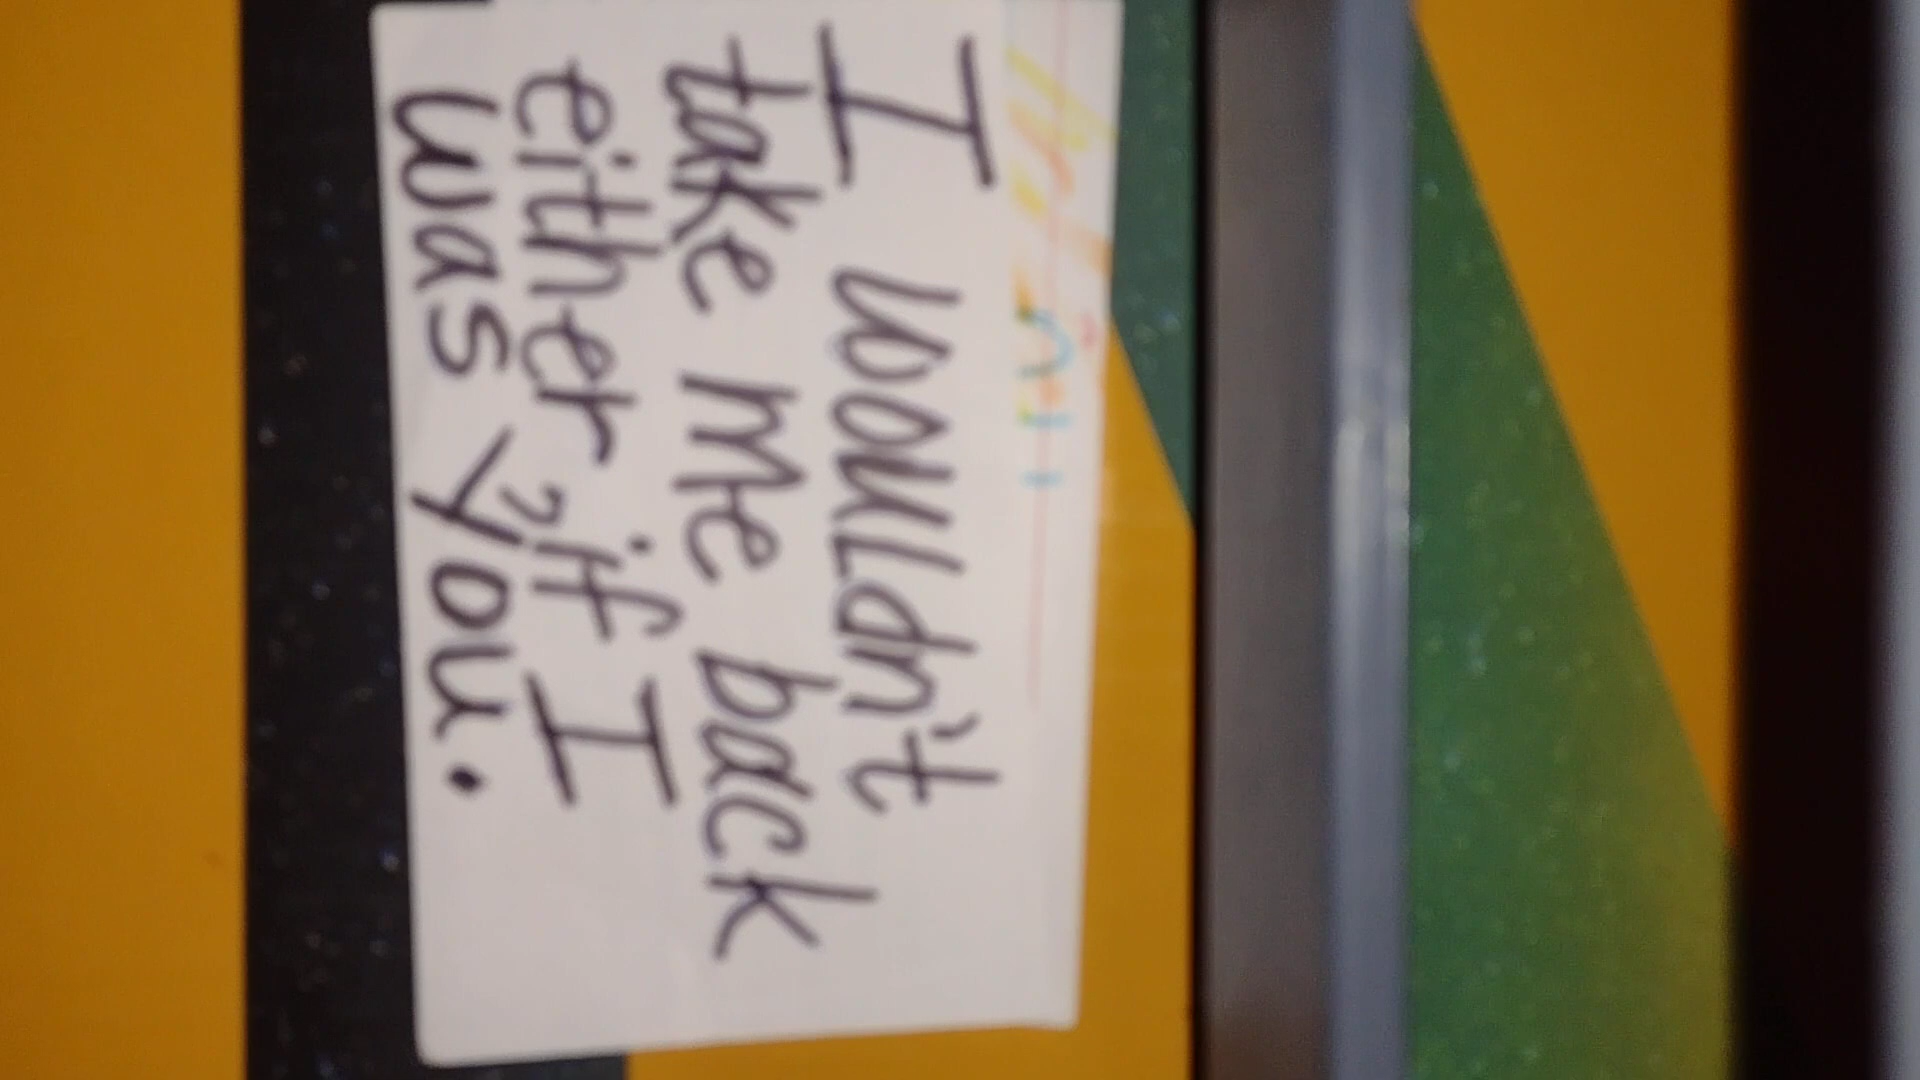 I wouldn't
take me back
either, if I
was you.